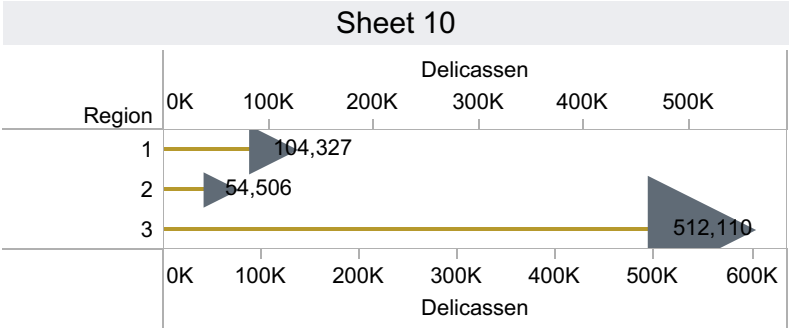 Sheet 10
Delicassen
0K 100K 200K 300K 400K 500K
Region
1 104,327
2 54,506
3 512,110
0K 100K 200K 300K 400K 500K 600K
Delicassen